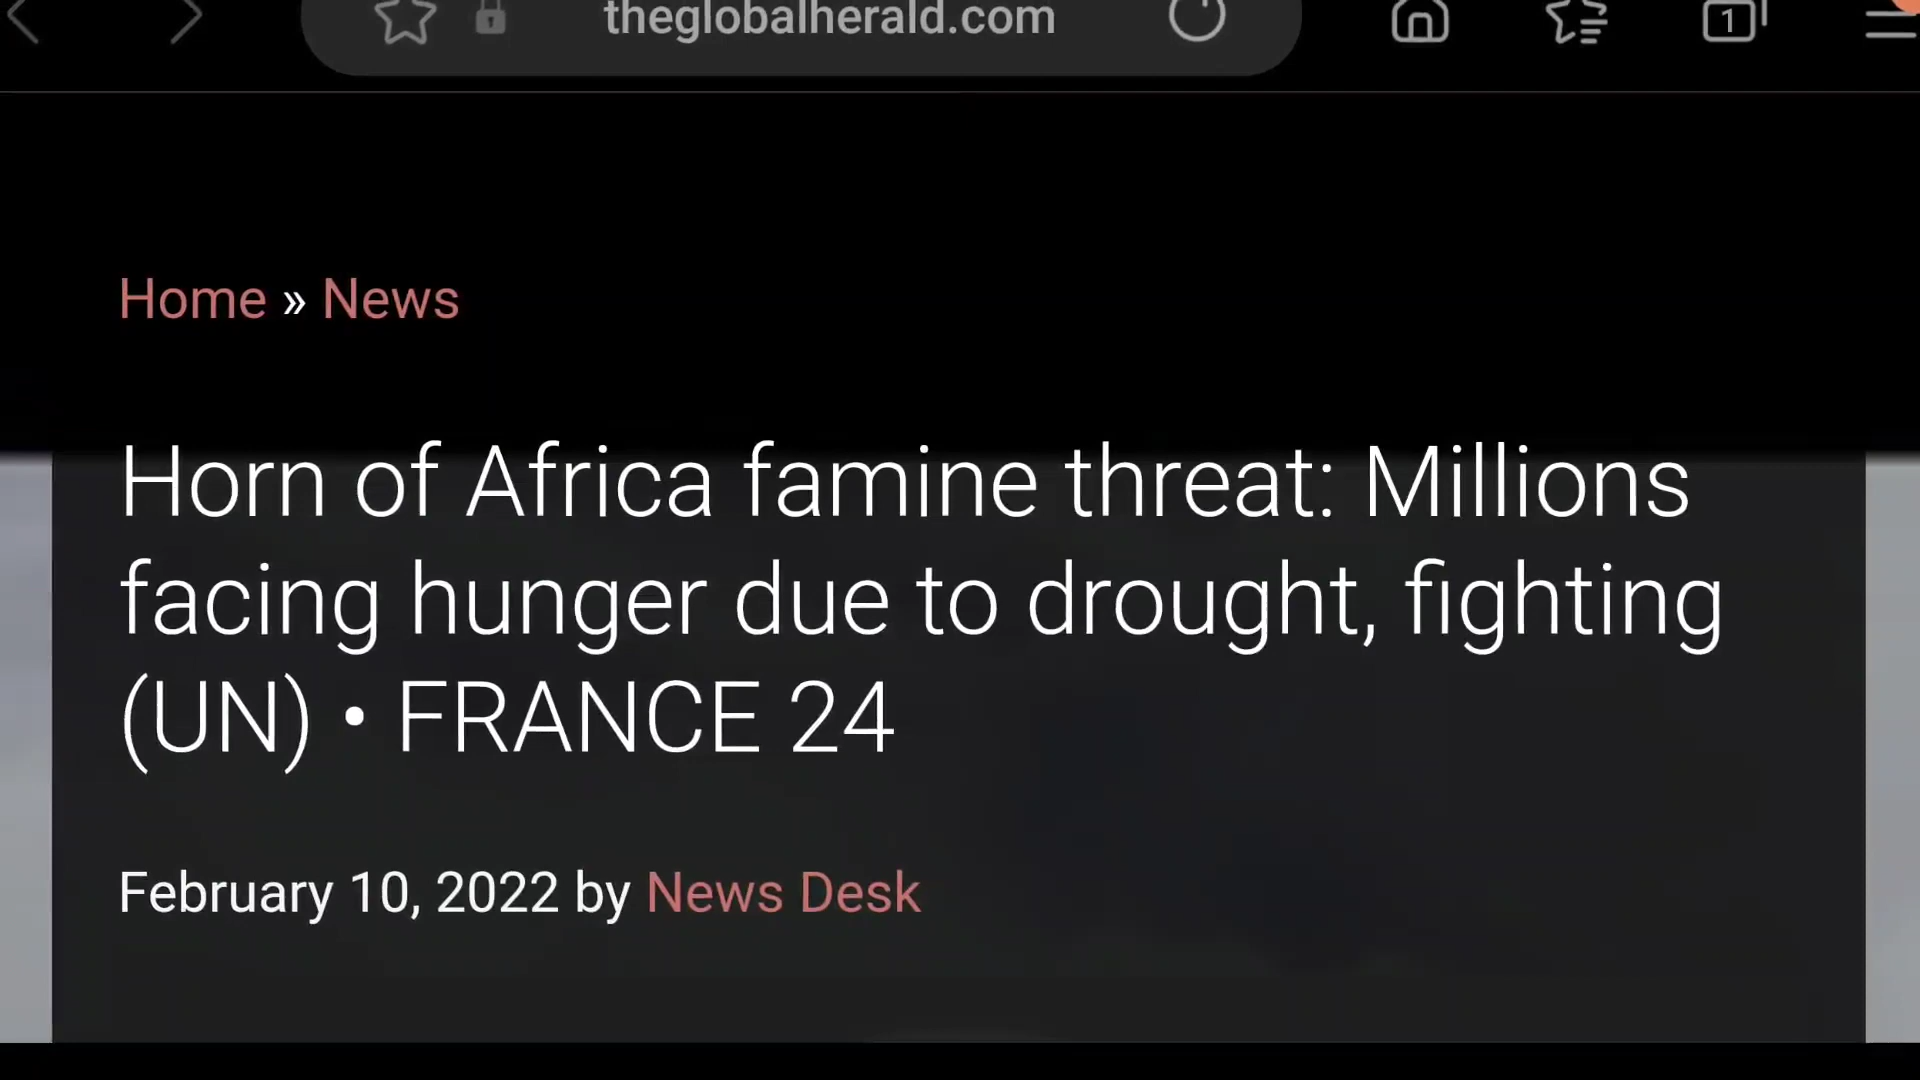 theglobalherald.com
1
Home » News
Horn of Africa famine threat: Millions
facing hunger due to drought, fighting
(UN) • FRANCE 24
February 10, 2022 by News Desk